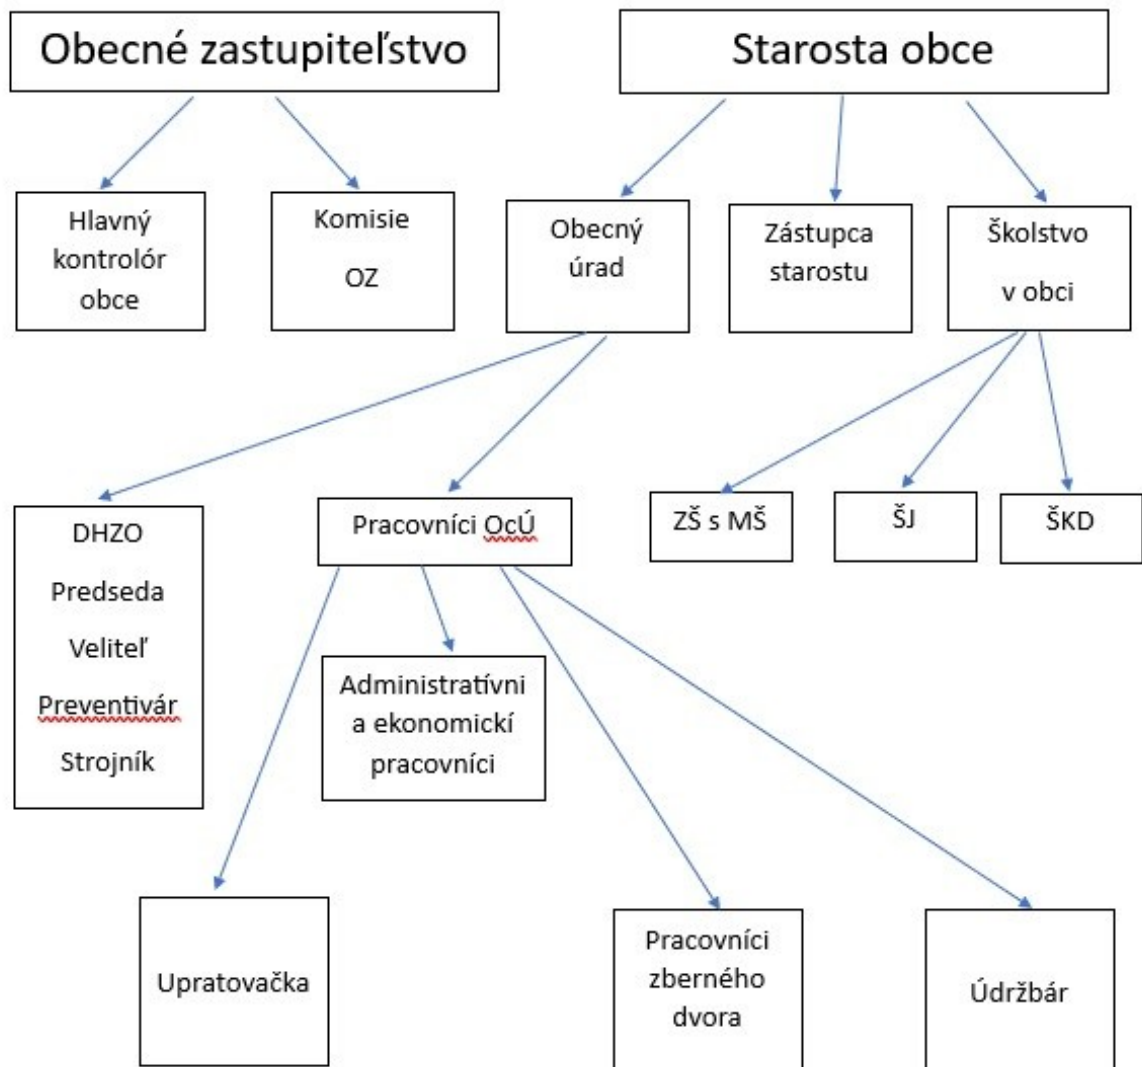 Obecné zastupiteľstvo
Starosta obce
Hlavný
kontrolór
obce
Komisie
OZ
Obecný
úrad
Zástupca
starostu
Školstvo
v obci
DHZO
Predseda
Veliteľ
Preventivár
Strojník
Pracovníci OcÚ
ZŠ s MŠ
ŠJ
ŠKD
Administratívni
a ekonomickí
pracovníci
Upratovačka
Pracovníci
zberného
dvora
Údržbár